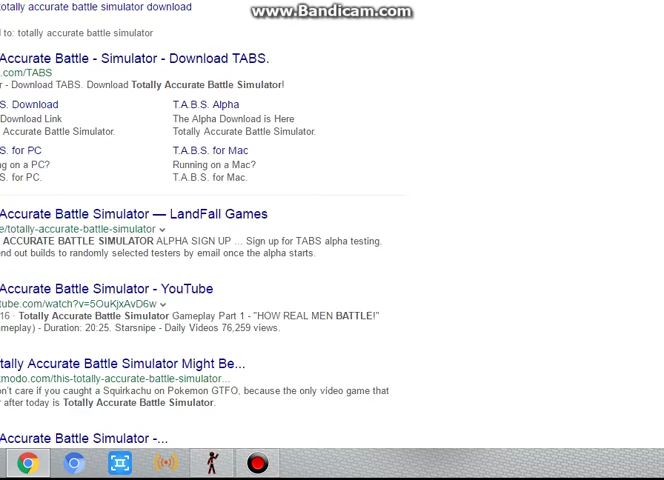 www.Bandicam.com
totally accurate battle simulator download
d to: totally accurate battle simulator
Accurate Battle - Simulator - Download TABS.
.com/TABS
r - Download TABS. Download Totally Accurate Battle Simulator!
S. Download
T.A.B.S. Alpha
Download Link
The Alpha Download is Here
Accurate Battle Simulator.
Totally Accurate Battle Simulator.
S. for PC
T.A.B.S. for Mac
ng on a PC?
Running on a Mac?
S. for PC.
T.A.B.S. for Mac.
Accurate Battle Simulator — LandFall Games
e/totally-accurate-battle-simulator
ACCURATE BATTLE SIMULATOR ALPHA SIGN UP ... Sign up for TABS alpha testing.
end out builds to randomly selected testers by email once the alpha starts.
Accurate Battle Simulator - YouTube
tube.com/watch?v=5OuKjxAvD6w
16 · Totally Accurate Battle Simulator Gameplay Part 1 - "HOW REAL MEN BATTLE!"
meplay) - Duration: 20:25. Starsnipe - Daily Videos 76,259 views.
tally Accurate Battle Simulator Might Be...
zmodo.com/this-totally-accurate-battle-simulator...
on't care if you caught a Squirkachu on Pokemon GTFO, because the only video game that
r after today is Totally Accurate Battle Simulator.
Accurate Battle Simulator -...